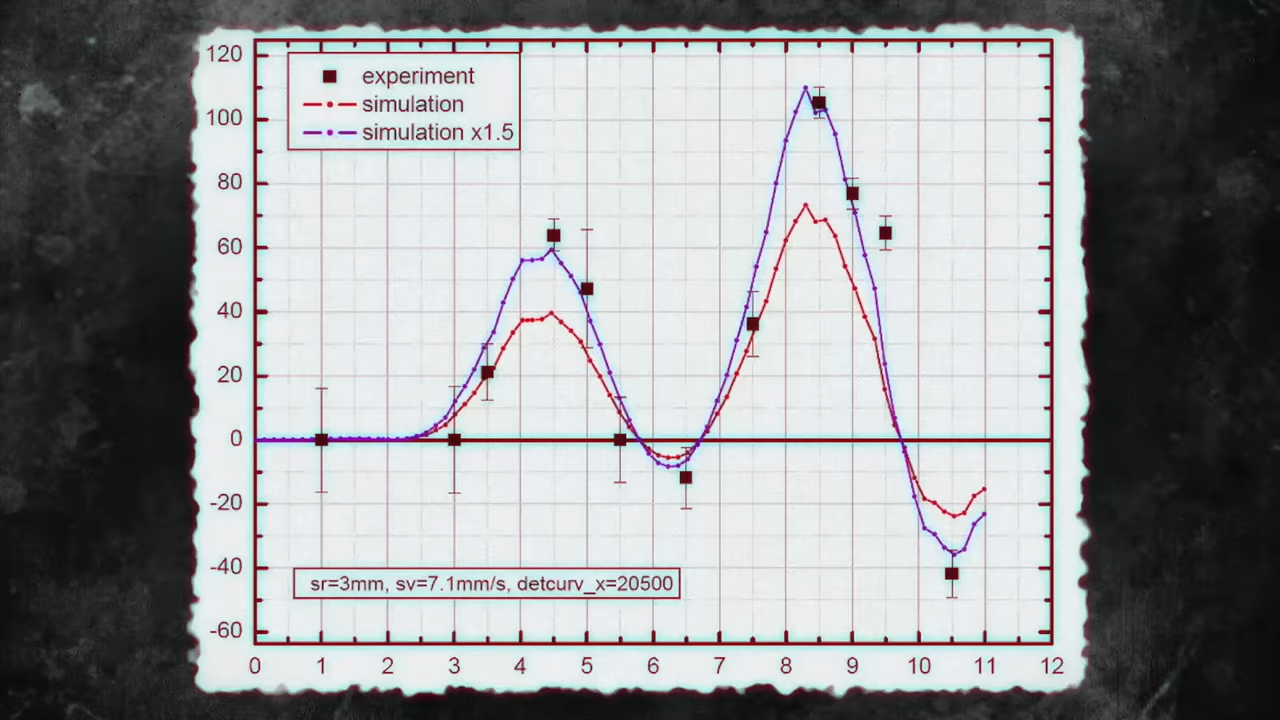 120
100
80
60
40
20
0
-20
-40
-60
experiment
simulation
simulation x1.5
sr=3mm, sv=7.1mm/s, detcurv_x=20500
0 1 2 3 4 5 6 7 8 9 10 11 12